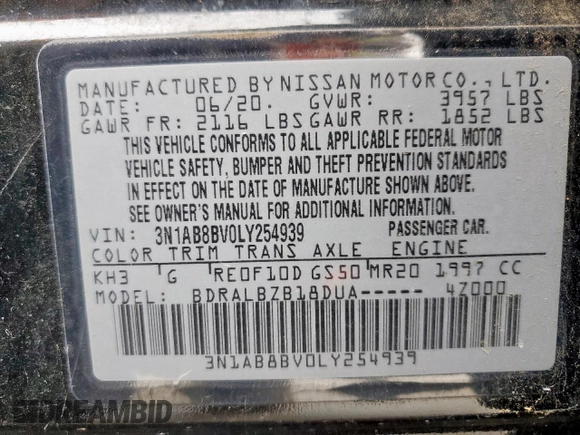 MANUFACTURED BY NISSAN MOTOR CO., LTD.
DATE: 06/20. GVWR: 3957 LBS
GAWR FR: 2116 LBS GAWR RR: 1852 LBS
THIS VEHICLE CONFORMS TO ALL APPLICABLE FEDERAL MOTOR
VEHICLE SAFETY, BUMPER AND THEFT PREVENTION STANDARDS
IN EFFECT ON THE DATE OF MANUFACTURE SHOWN ABOVE.
SEE OWNER'S MANUAL FOR ADDITIONAL INFORMATION.
VIN: 3N1AB8BV0LY254939 PASSENGER CAR.
COLOR TRIM TRANS AXLE ENGINE
KH3 G RE0F10D GS50 MR20 1997 CC
MODEL: BDRALBZB18DUA----- 4Z000
3N1AB8BV0LY254939
DREAMBID